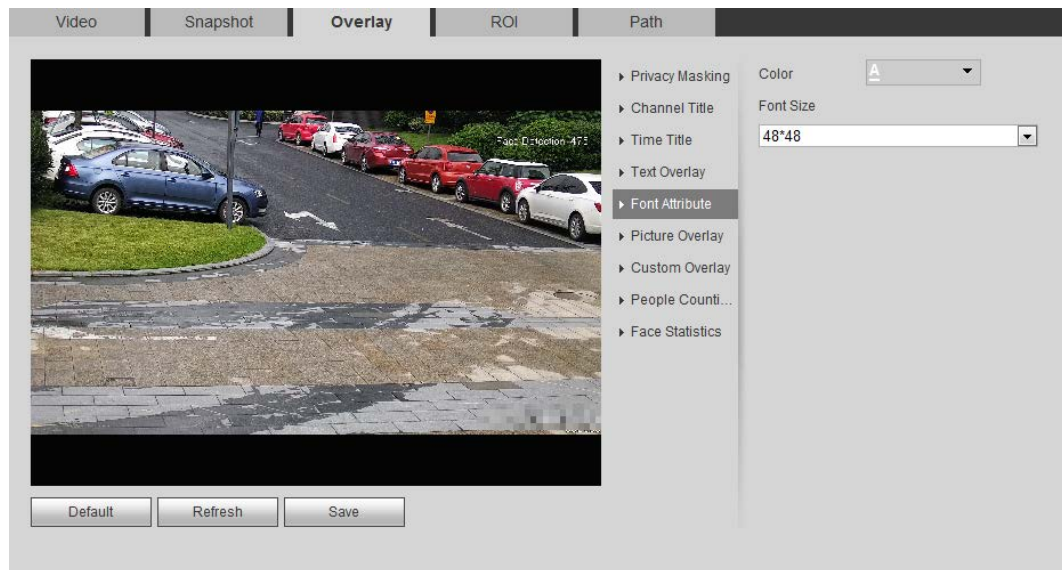 Video
Snapshot
Overlay
ROI
Path
Face Detection-475
Privacy Masking
Channel Title
Time Title
Text Overlay
Font Attribute
Picture Overlay
Custom Overlay
People Counti...
Face Statistics
Color
A
Font Size
48*48
Default
Refresh
Save